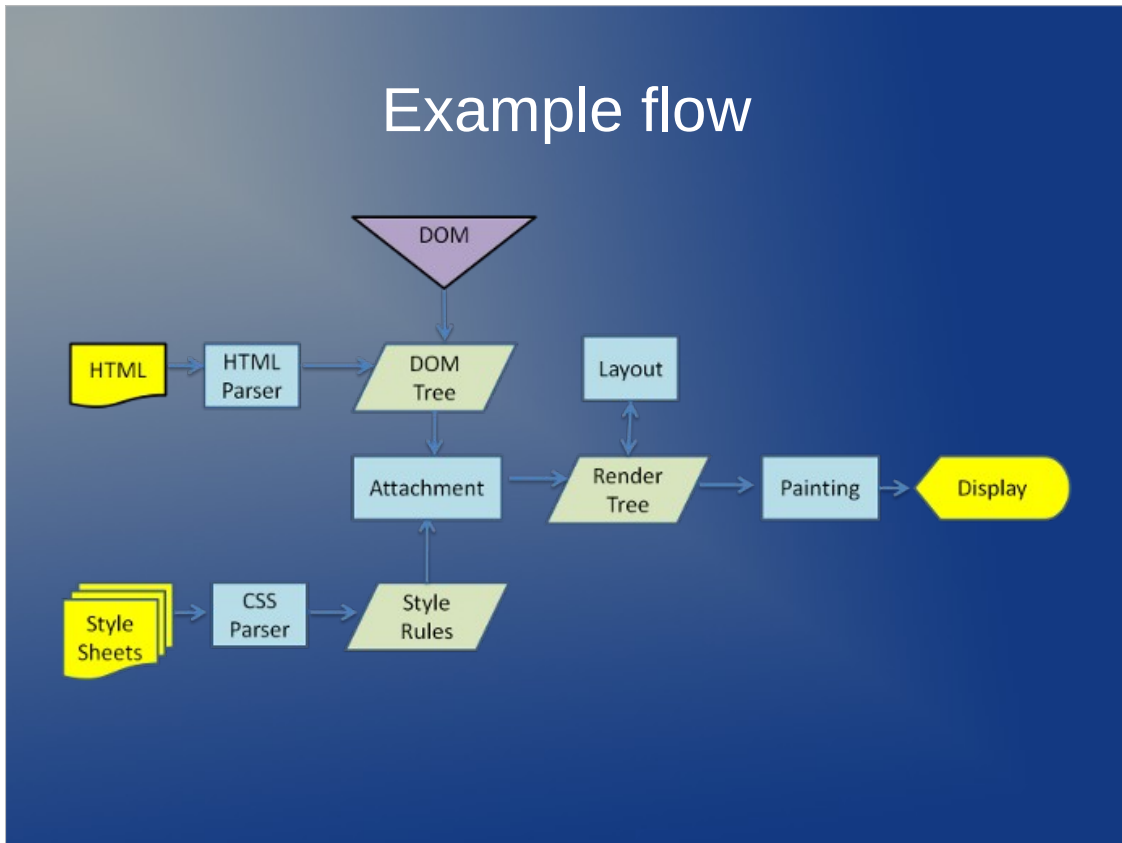 Example flow
DOM
HTML
HTML
Parser
DOM
Tree
Layout
Attachment
Render
Tree
Painting
Display
Style
Sheets
CSS
Parser
Style
Rules